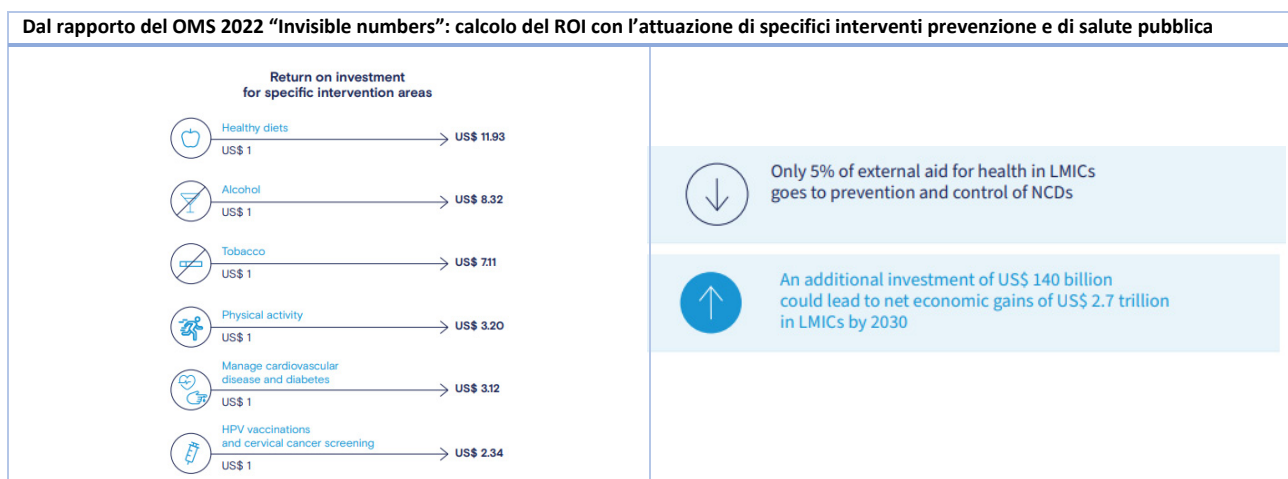 Dal rapporto del OMS 2022 “Invisible numbers”: calcolo del ROI con l’attuazione di specifici interventi prevenzione e di salute pubblica
Return on investment
for specific intervention areas
Healthy diets
US$ 1
US$ 11.93
Alcohol
US$ 1
US$ 8.32
Tobacco
US$ 1
US$ 7.11
Physical activity
US$ 1
US$ 3.20
Manage cardiovascular
disease and diabetes
US$ 1
US$ 3.12
HPV vaccinations
and cervical cancer screening
US$ 1
US$ 2.34
Only 5% of external aid for health in LMICs
goes to prevention and control of NCDs
An additional investment of US$ 140 billion
could lead to net economic gains of US$ 2.7 trillion
in LMICs by 2030